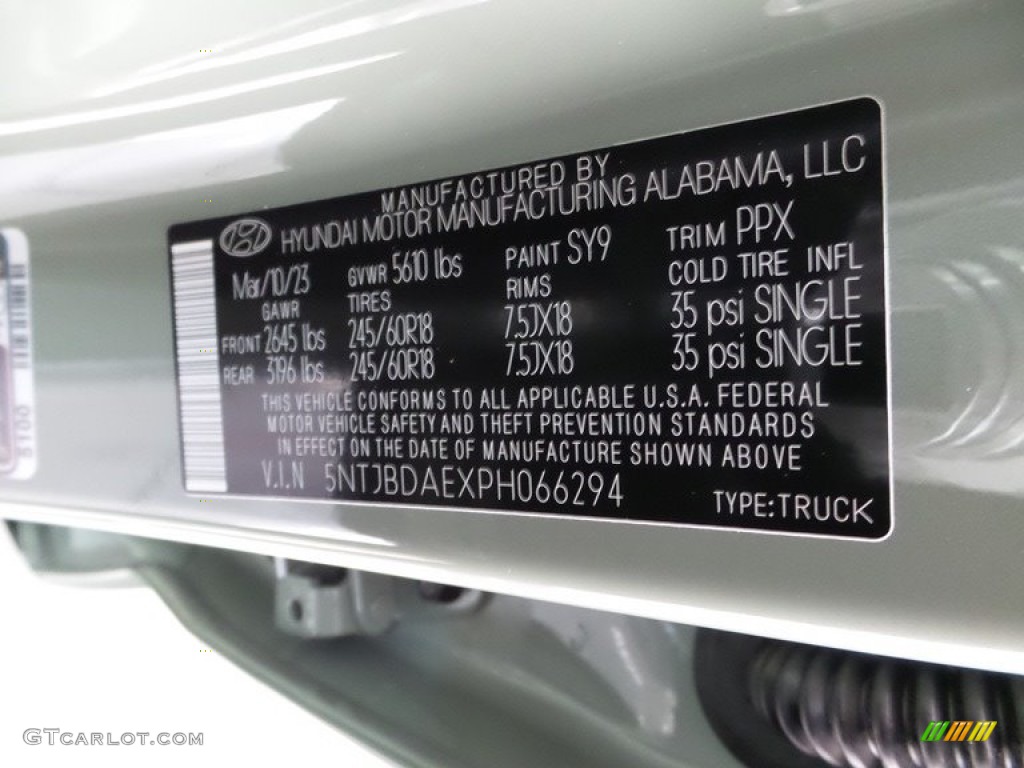 MANUFACTURED BY
HYUNDAI MOTOR MANUFACTURING ALABAMA, LLC
Mar/10/23 GVWR 5610 lbs PAINT SY9 TRIM PPX
GAWR TIRES RIMS COLD TIRE INFL
FRONT 2645 lbs 245/60R18 7.5JX18 35 psi SINGLE
REAR 3196 lbs 245/60R18 7.5JX18 35 psi SINGLE
THIS VEHICLE CONFORMS TO ALL APPLICABLE U.S.A. FEDERAL
MOTOR VEHICLE SAFETY AND THEFT PREVENTION STANDARDS
IN EFFECT ON THE DATE OF MANUFACTURE SHOWN ABOVE
V.I.N 5NTJBDAEXPH066294
TYPE:TRUCK
GTCARLOT.COM